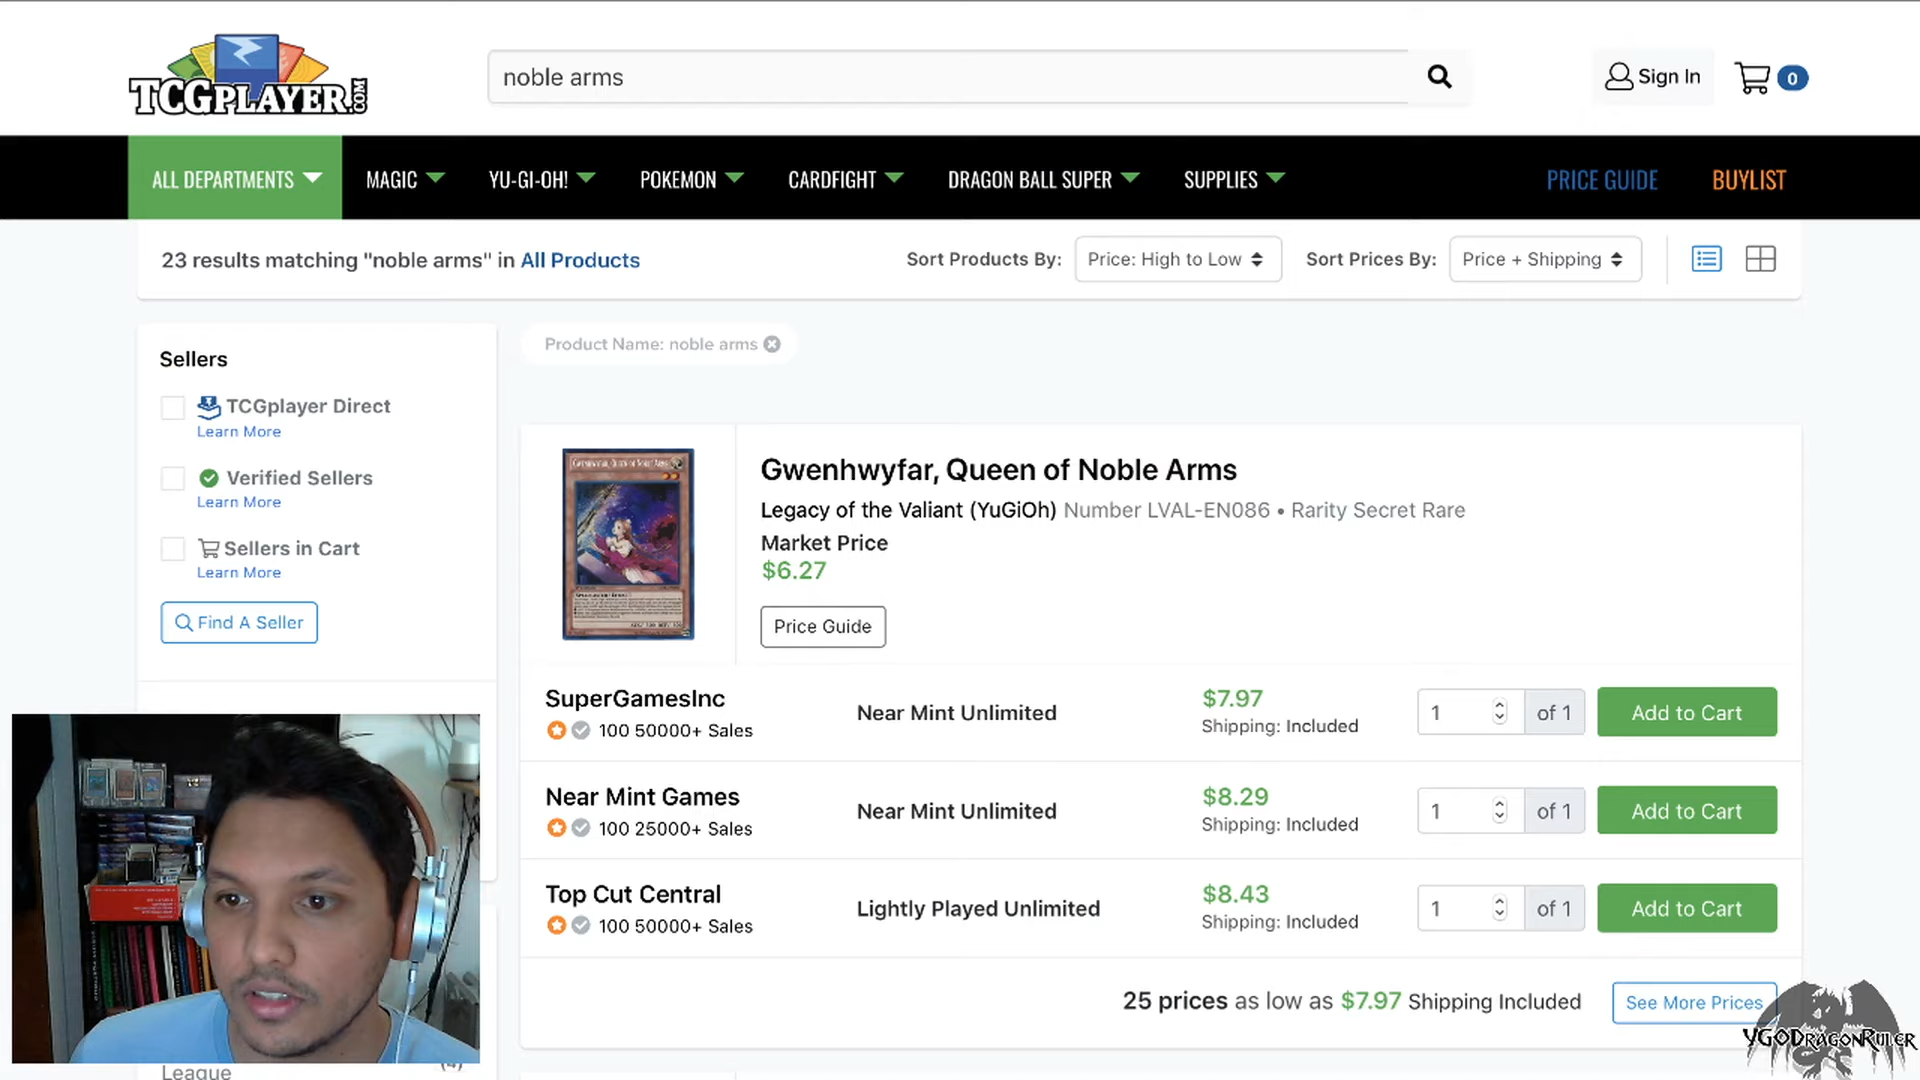 TCGPLAYER.COM
noble arms
Sign In
0
ALL DEPARTMENTS
MAGIC
YU-GI-OH!
POKEMON
CARDFIGHT
DRAGON BALL SUPER
SUPPLIES
PRICE GUIDE
BUYLIST
23 results matching "noble arms" in All Products
Sort Products By:
Price: High to Low
Sort Prices By:
Price + Shipping
Sellers
TCGplayer Direct
Learn More
Verified Sellers
Learn More
Sellers in Cart
Learn More
Find A Seller
League
(4)
Product Name: noble arms
Gwenhwyfar, Queen of Noble Arms
Gwenhwyfar, Queen of Noble Arms
Legacy of the Valiant (YuGiOh) Number LVAL-EN086 • Rarity Secret Rare
Market Price
$6.27
Price Guide
SuperGamesInc
100 50000+ Sales
Near Mint Unlimited
$7.97
Shipping: Included
1
of 1
Add to Cart
Near Mint Games
100 25000+ Sales
Near Mint Unlimited
$8.29
Shipping: Included
1
of 1
Add to Cart
Top Cut Central
100 50000+ Sales
Lightly Played Unlimited
$8.43
Shipping: Included
1
of 1
Add to Cart
25 prices as low as $7.97 Shipping Included
See More Prices
YGODragonRuler